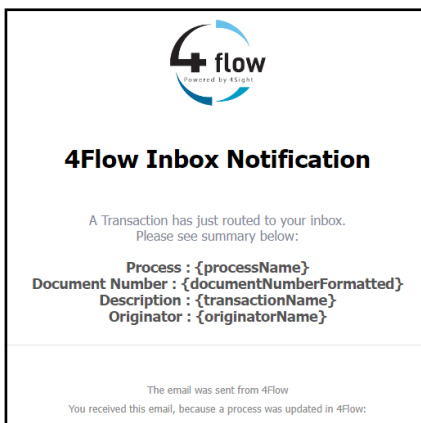 4 flow
Powered by 4Sight
4Flow Inbox Notification
A Transaction has just routed to your inbox.
Please see summary below:
Process : {processName}
Document Number : {documentNumberFormatted}
Description : {transactionName}
Originator : {originatorName}
The email was sent from 4Flow
You received this email, because a process was updated in 4Flow: